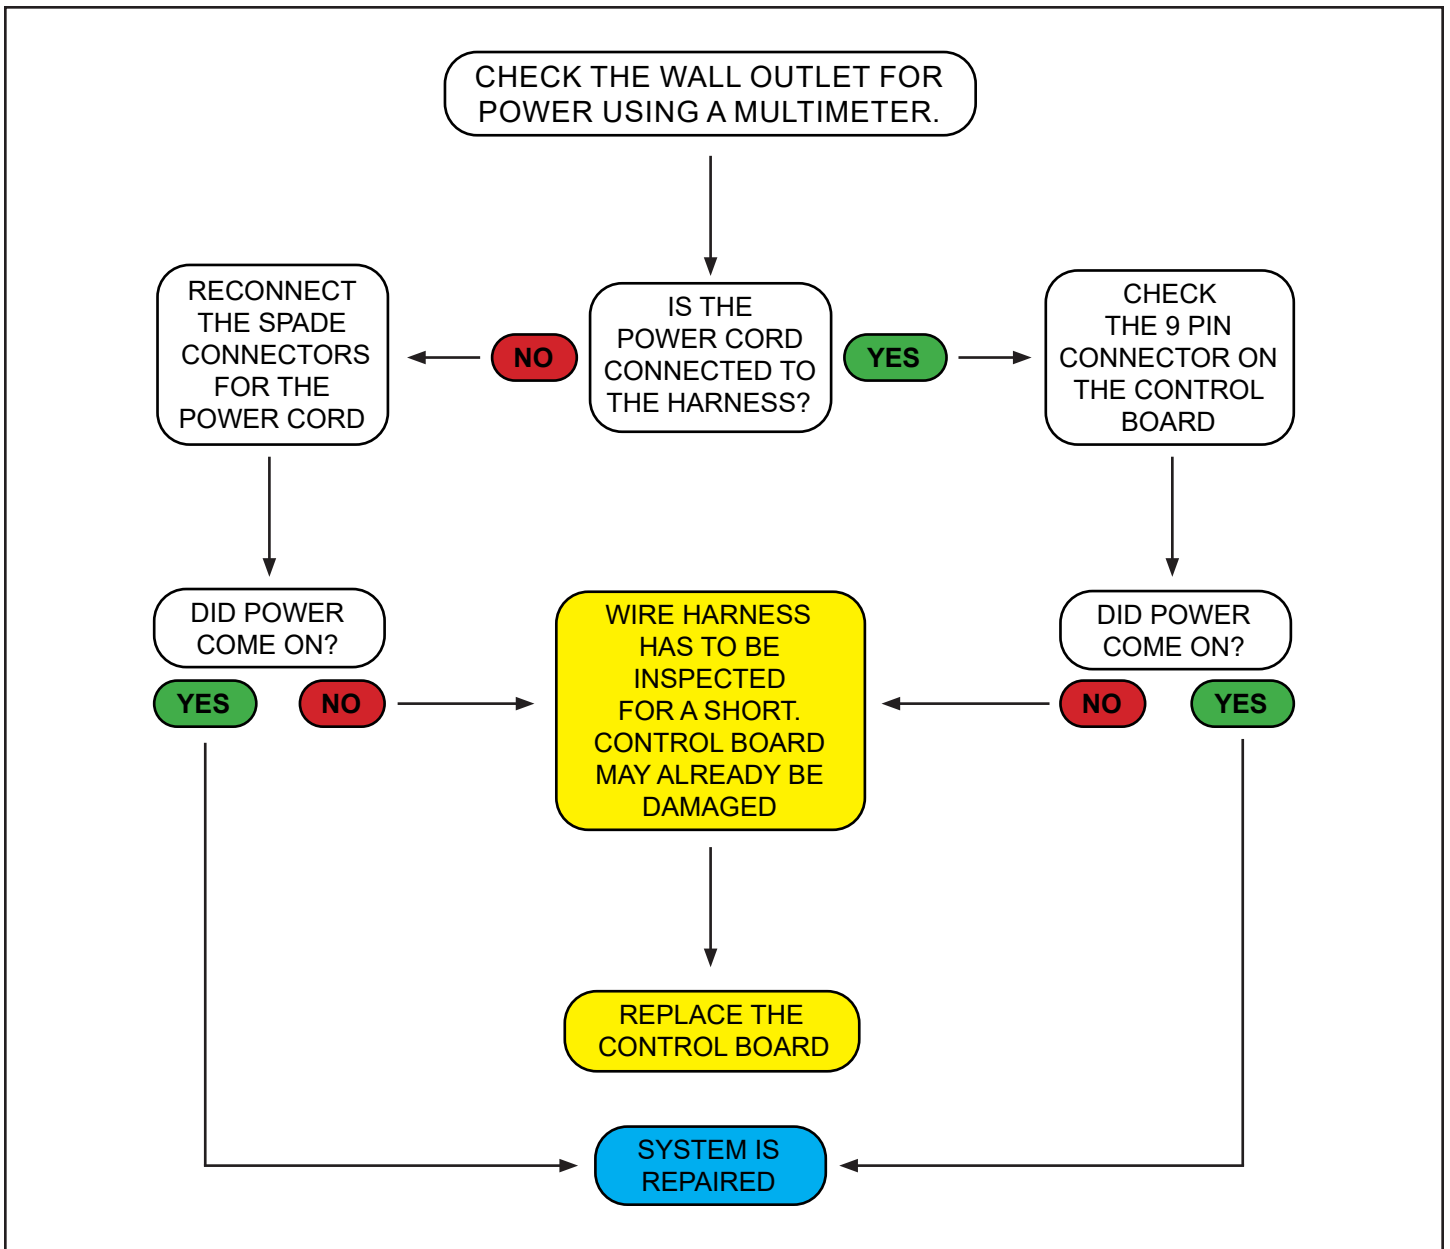 CHECK THE WALL OUTLET FOR
POWER USING A MULTIMETER.
RECONNECT
THE SPADE
CONNECTORS
FOR THE
POWER CORD
NO
IS THE
POWER CORD
CONNECTED TO
THE HARNESS?
YES
CHECK
THE 9 PIN
CONNECTOR ON
THE CONTROL
BOARD
DID POWER
COME ON?
YES
NO
WIRE HARNESS
HAS TO BE
INSPECTED
FOR A SHORT.
CONTROL BOARD
MAY ALREADY BE
DAMAGED
DID POWER
COME ON?
NO
YES
REPLACE THE
CONTROL BOARD
SYSTEM IS
REPAIRED